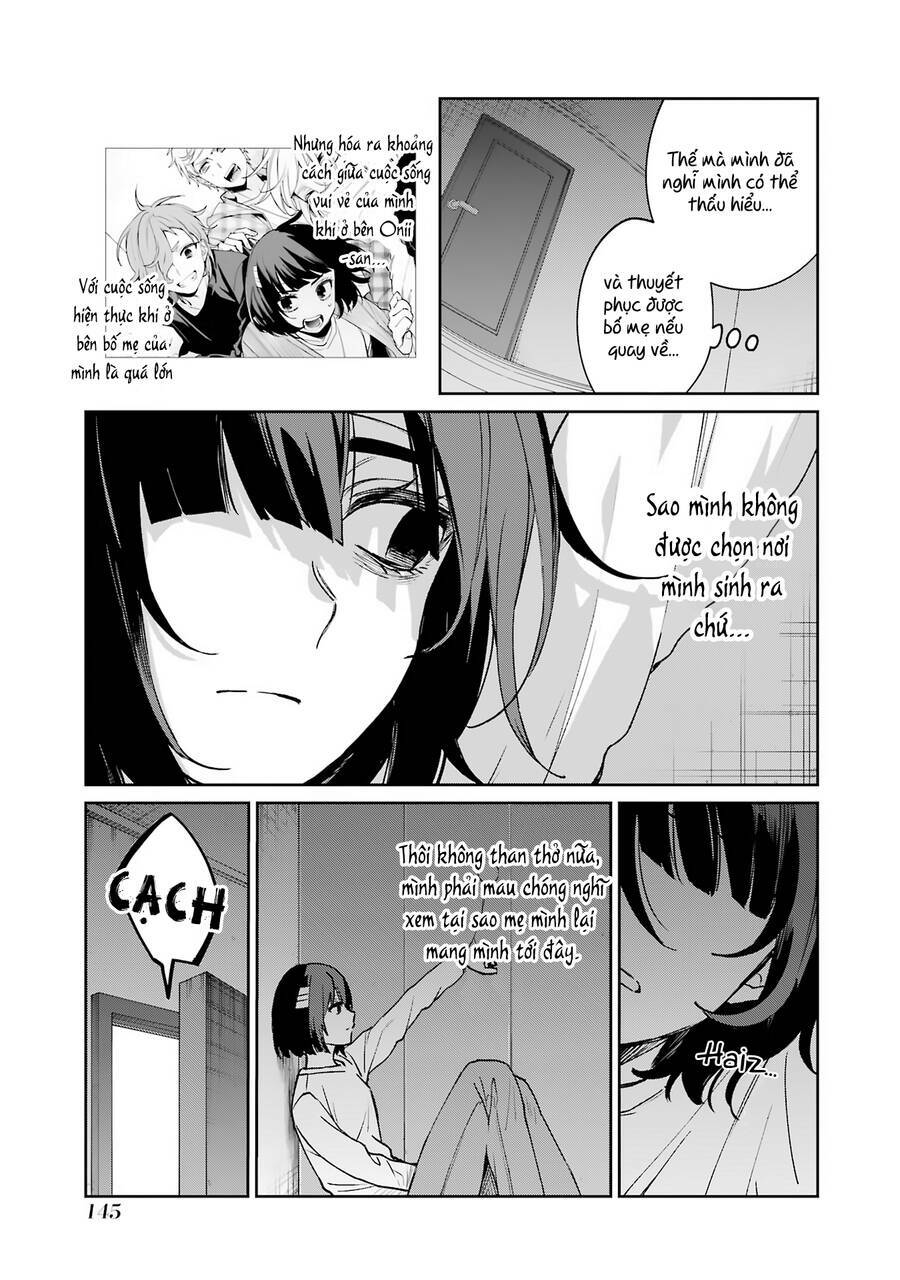 Thế mà mình đã
nghĩ mình có thể
thấu hiểu...
và thuyết
phục được
bố mẹ nếu
quay về...
Nhưng hóa ra khoảng
cách giữa cuộc sống
vui vẻ của mình
khi ở bên Onii
-san...
Với cuộc sống
hiện thực khi ở
bên bố mẹ của
mình là quá lớn
Sao mình không
được chọn nơi
mình sinh ra
chứ...
Haiz...
Thôi không than thở nữa,
mình phải mau chóng nghĩ
xem tại sao mẹ mình lại
mang mình tới đây.
CẠCH
145